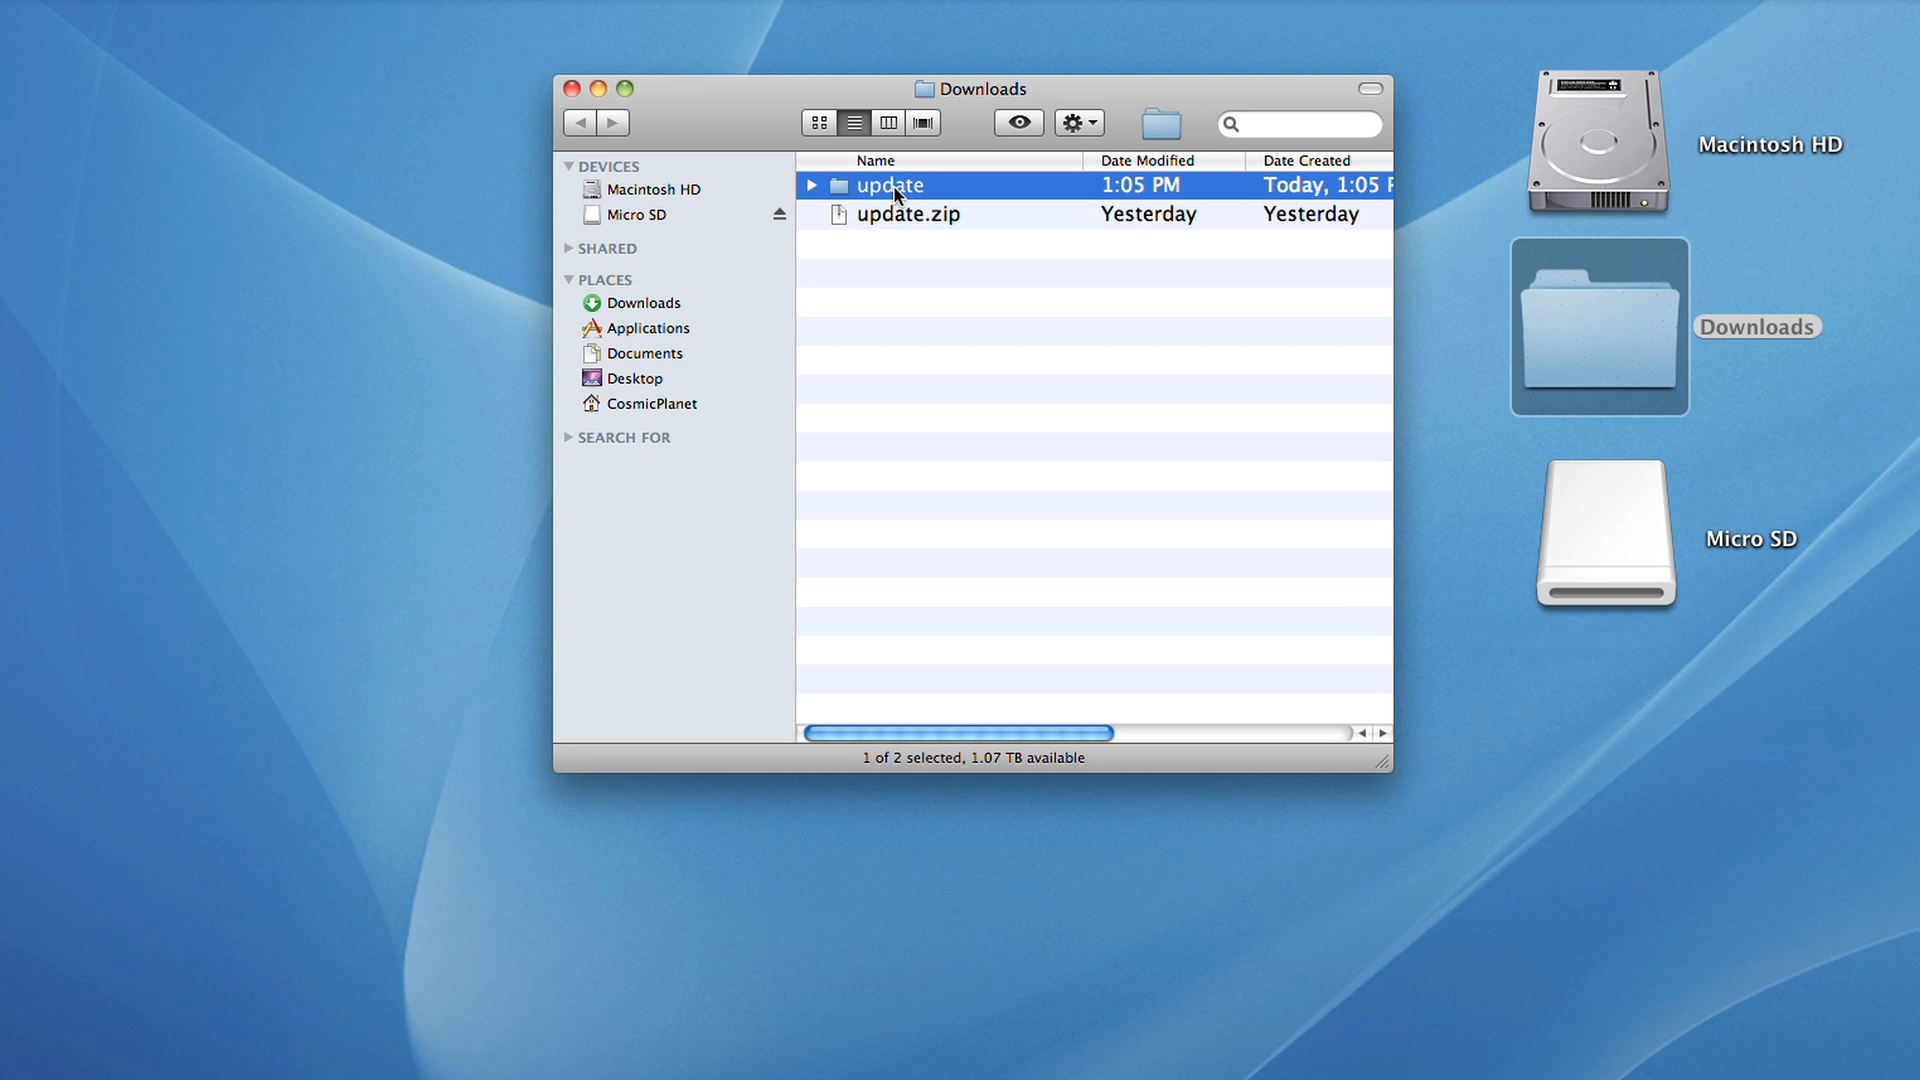 Downloads
Name Date Modified Date Created
update 1:05 PM Today, 1:05 P
update.zip Yesterday Yesterday
DEVICES
Macintosh HD
Micro SD
SHARED
PLACES
Downloads
Applications
Documents
Desktop
CosmicPlanet
SEARCH FOR
1 of 2 selected, 1.07 TB available
Macintosh HD
Downloads
Micro SD